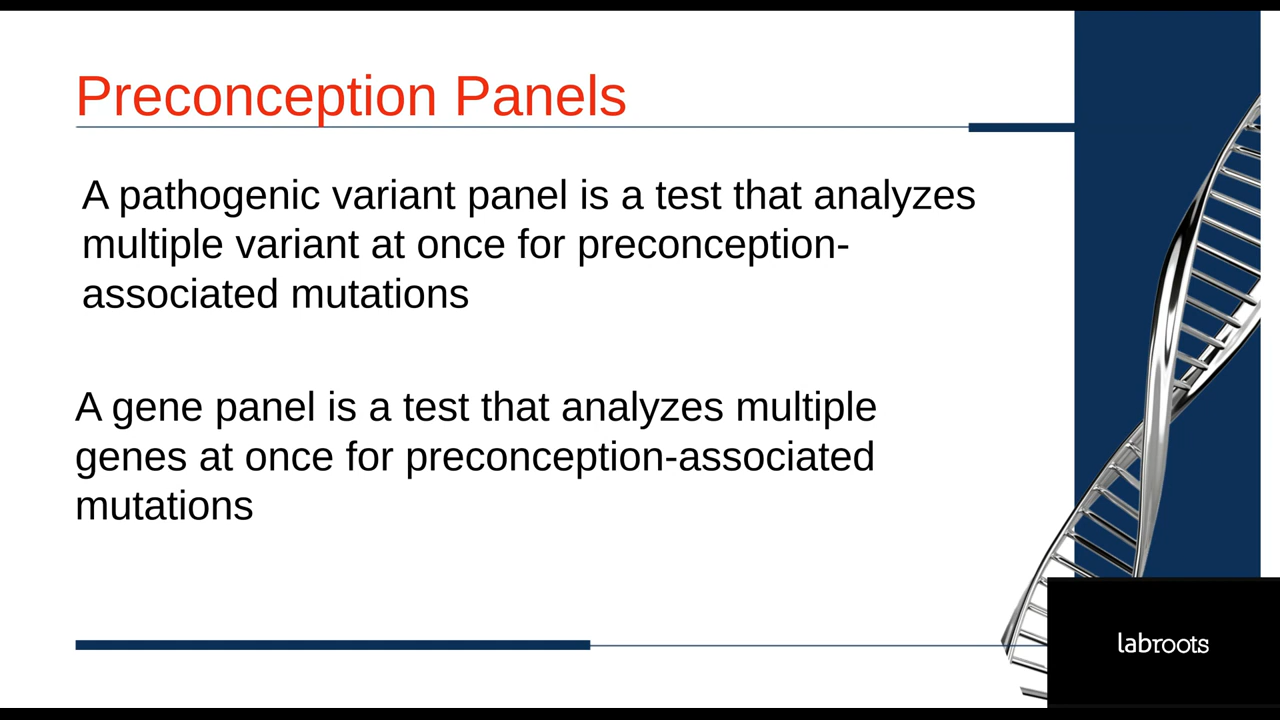 Preconception Panels
A pathogenic variant panel is a test that analyzes
multiple variant at once for preconception-
associated mutations
A gene panel is a test that analyzes multiple
genes at once for preconception-associated
mutations
labroots